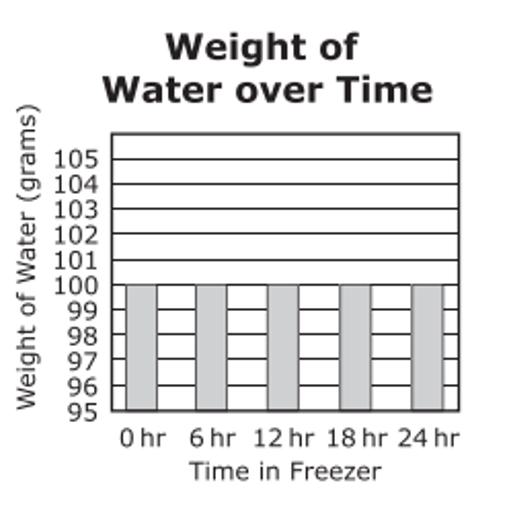 Weight of
Water over Time
Weight of Water (grams)
105
104
103
102
101
100
99
98
97
96
95
0 hr 6 hr 12 hr 18 hr 24 hr
Time in Freezer